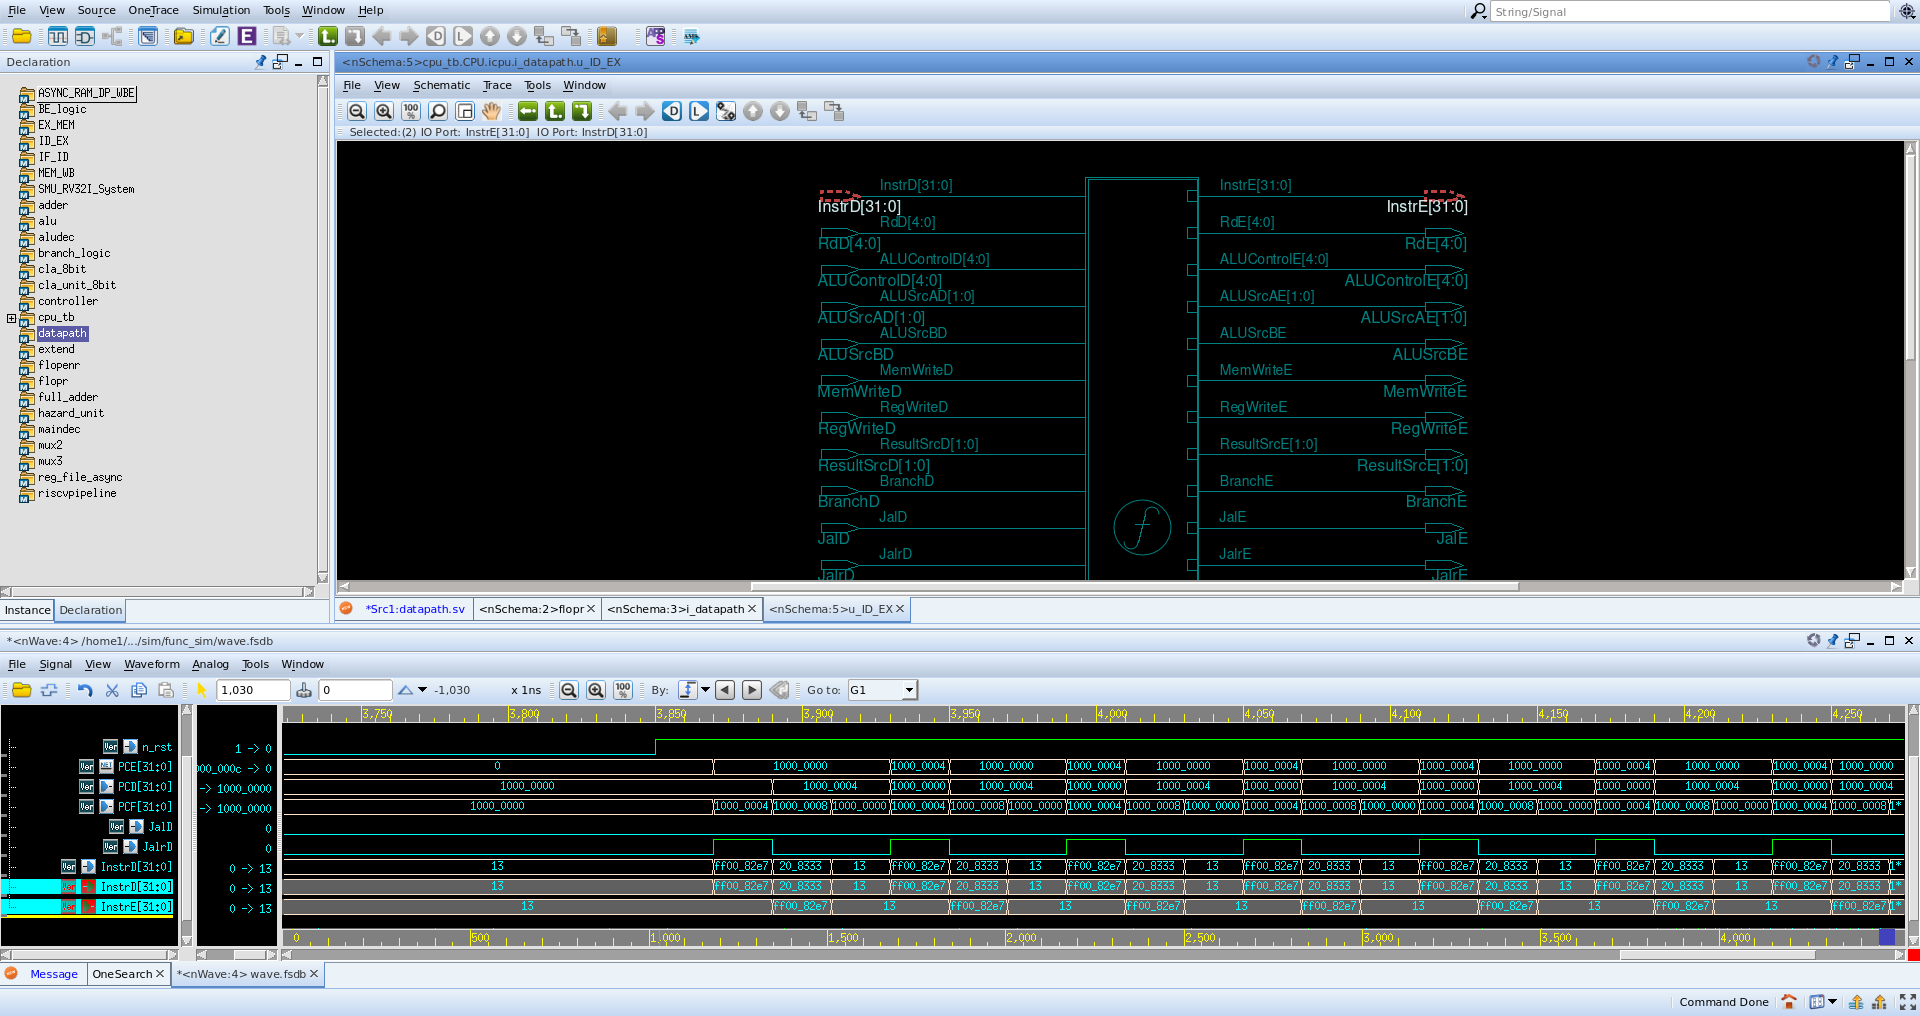 File View Source OneTrace Simulation Tools Window Help
String/Signal
Declaration
<nSchema:5>cpu_tb.CPU.icpu.i_datapath.u_ID_EX
ASYNC_RAM_DP_WBE
BE_logic
EX_MEM
ID_EX
IF_ID
MEM_WB
SMU_RV32I_System
adder
alu
aludec
branch_logic
cla_8bit
cla_unit_8bit
controller
cpu_tb
datapath
extend
flopenr
flopr
full_adder
hazard_unit
maindec
mux2
mux3
reg_file_async
riscvpipeline
Instance Declaration
File View Schematic Trace Tools Window
100%
Selected:(2) IO Port: InstrE[31:0] IO Port: InstrD[31:0]
InstrD[31:0] InstrE[31:0]
InstrD[31:0] InstrE[31:0]
RdD[4:0] RdE[4:0]
RdD[4:0] RdE[4:0]
ALUControlD[4:0] ALUControlE[4:0]
ALUControlD[4:0] ALUControlE[4:0]
ALUSrcAD[1:0] ALUSrcAE[1:0]
ALUSrcAD[1:0] ALUSrcAE[1:0]
ALUSrcBD ALUSrcBE
ALUSrcBD ALUSrcBE
MemWriteD MemWriteE
MemWriteD MemWriteE
RegWriteD RegWriteE
RegWriteD RegWriteE
ResultSrcD[1:0] ResultSrcE[1:0]
ResultSrcD[1:0] ResultSrcE[1:0]
BranchD BranchE
BranchD BranchE
JalD JalE
JalD JalE
JalrD JalrE
JalrD JalrE
*Src1:datapath.sv <nSchema:2>flopr <nSchema:3>i_datapath <nSchema:5>u_ID_EX
*<nWave:4> /home1/.../sim/func_sim/wave.fsdb
File Signal View Waveform Analog Tools Window
1,030 0 -1,030 x 1ns 100% By: Go to: G1
3,750 3,800 3,850 3,900 3,950 4,000 4,050 4,100 4,150 4,200 4,250
n_rst 1 -> 0
PCE[31:0] 00_000c -> 0 0 1000_0000 1000_0004 1000_0000 1000_0004 1000_0000 1000_0004 1000_0000 1000_0004 1000_0000 1000_0004 1000_0000 1000_0004 1000_0000
PCD[31:0] -> 1000_0000 1000_0000 1000_0004 1000_0000 1000_0004 1000_0000 1000_0004 1000_0000 1000_0004 1000_0000 1000_0004 1000_0000 1000_0004 1000_0000 1000_0004
PCF[31:0] -> 1000_0000 1000_0000 1000_0004 1000_0008 1000_0000 1000_0004 1000_0008 1000_0000 1000_0004 1000_0008 1000_0000 1000_0004 1000_0008 1000_0000 1000_0004 1000_0008 1000_0000 1000_0004 1000_0008 1000_0000 1000_0004 1000_0008 1*
JalD 0
JalrD 0
InstrD[31:0] 0 -> 13 13 ff00_82e7 20_8333 13 ff00_82e7 20_8333 13 ff00_82e7 20_8333 13 ff00_82e7 20_8333 13 ff00_82e7 20_8333 13 ff00_82e7 20_8333 13 ff00_82e7 20_8333 1*
InstrD[31:0] 0 -> 13 13 ff00_82e7 20_8333 13 ff00_82e7 20_8333 13 ff00_82e7 20_8333 13 ff00_82e7 20_8333 13 ff00_82e7 20_8333 13 ff00_82e7 20_8333 13 ff00_82e7 20_8333 1*
InstrE[31:0] 0 -> 13 13 ff00_82e7 13 ff00_82e7 13 ff00_82e7 13 ff00_82e7 13 ff00_82e7 13 ff00_82e7 13 ff00_82e7 1*
0 500 1,000 1,500 2,000 2,500 3,000 3,500 4,000
Message OneSearch *<nWave:4> wave.fsdb
Command Done